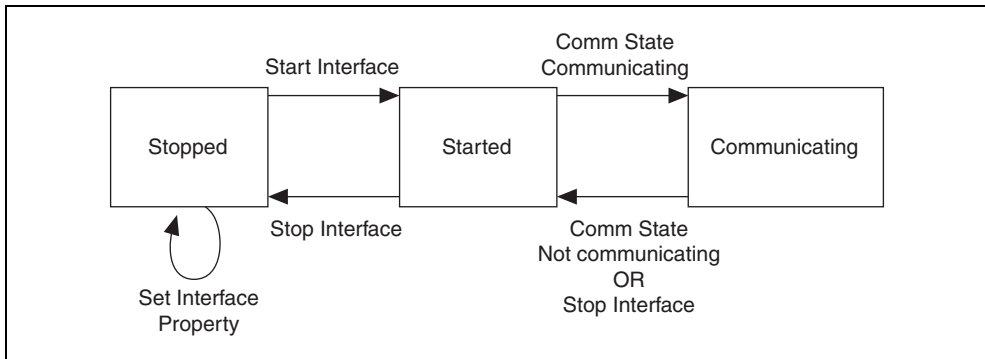 Comm State
Communicating
Start Interface
Stopped
Started
Communicating
Stop Interface
Comm State
Not communicating
OR
Stop Interface
Set Interface
Property